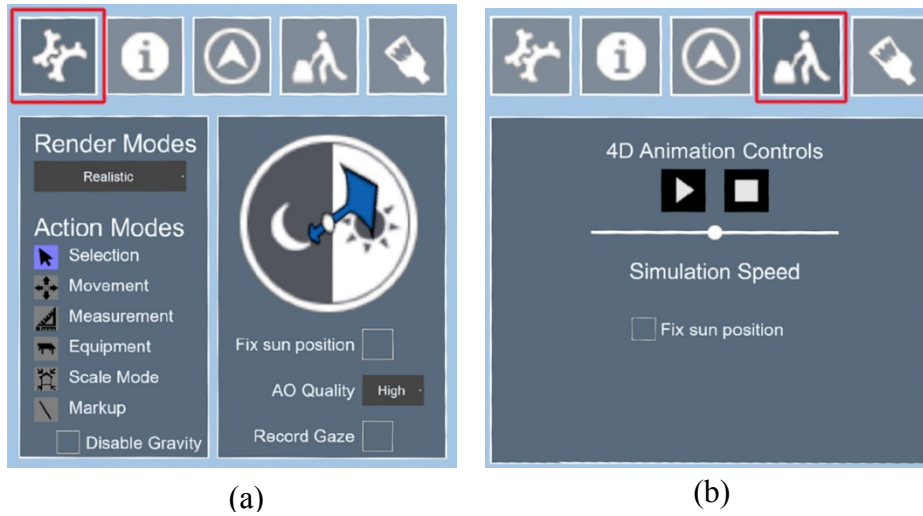 Render Modes
Realistic
Action Modes
Selection
Movement
Measurement
Equipment
Scale Mode
Markup
Disable Gravity
Fix sun position
AO Quality High
Record Gaze
(a)
4D Animation Controls
Simulation Speed
Fix sun position
(b)